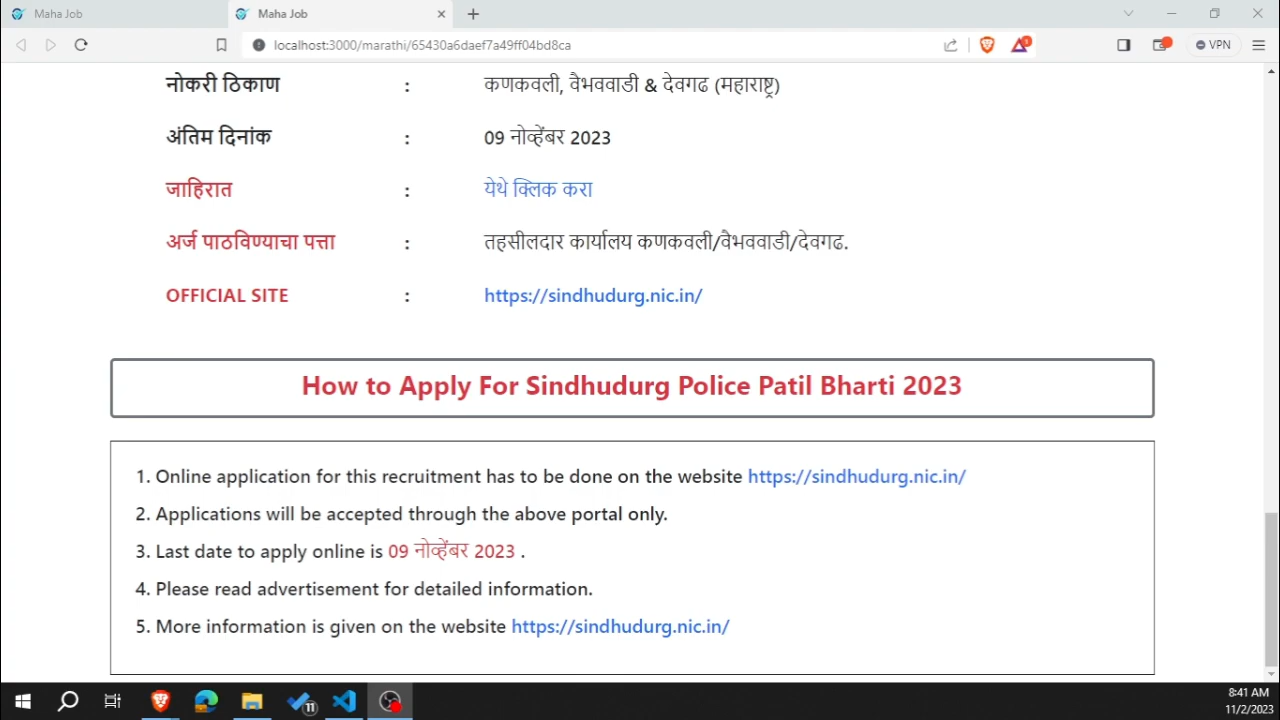 Maha Job
Maha Job
localhost:3000/marathi/65430a6daef7a49ff04bd8ca
1
VPN
नोकरी ठिकाण : कणकवली, वैभववाडी & देवगढ (महाराष्ट्र)
अंतिम दिनांक : 09 नोव्हेंबर 2023
जाहिरात : येथे क्लिक करा
अर्ज पाठविण्याचा पत्ता : तहसीलदार कार्यालय कणकवली/वैभववाडी/देवगढ.
OFFICIAL SITE : https://sindhudurg.nic.in/
How to Apply For Sindhudurg Police Patil Bharti 2023
1. Online application for this recruitment has to be done on the website https://sindhudurg.nic.in/
2. Applications will be accepted through the above portal only.
3. Last date to apply online is 09 नोव्हेंबर 2023 .
4. Please read advertisement for detailed information.
5. More information is given on the website https://sindhudurg.nic.in/
11
8:41 AM
11/2/2023